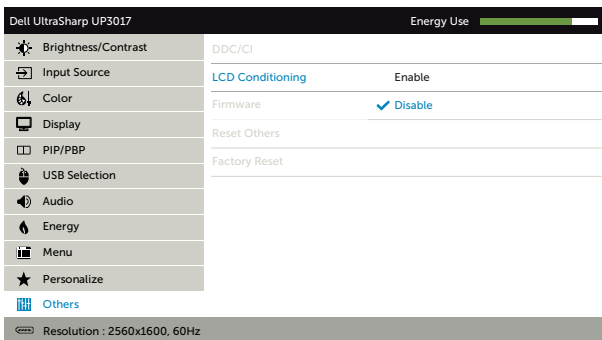 Dell UltraSharp UP3017 Energy Use
Brightness/Contrast DDC/CI
Input Source LCD Conditioning Enable
Color Firmware Disable
Display Reset Others
PIP/PBP Factory Reset
USB Selection
Audio
Energy
Menu
Personalize
Others
Resolution : 2560x1600, 60Hz